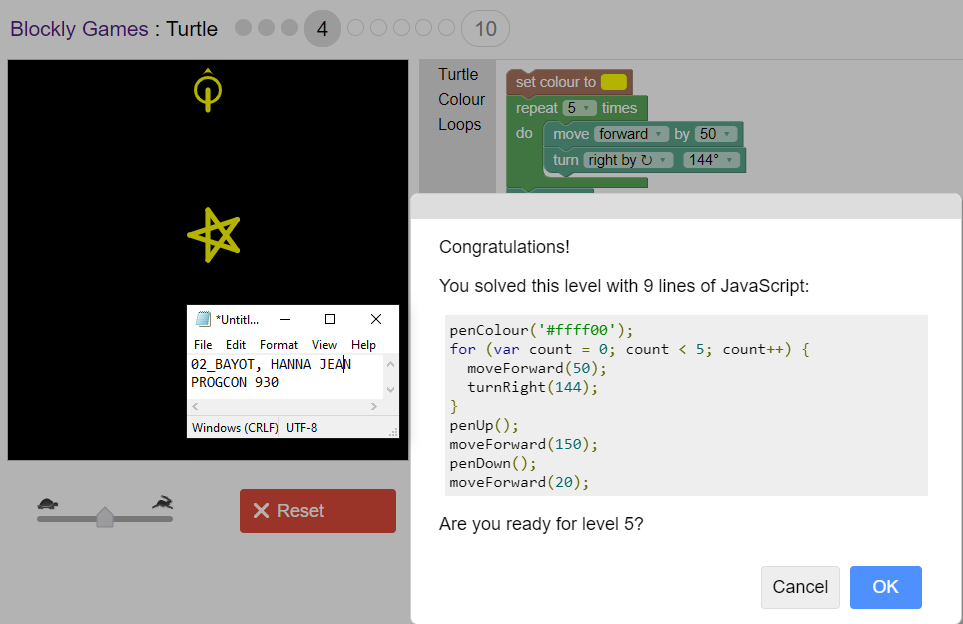 Blockly Games : Turtle 4 10
Turtle
Colour
Loops
set colour to
repeat 5 times
do move forward by 50
turn right by ↻ 144°
*Untitl...
File Edit Format View Help
02_BAYOT, HANNA JEAN
PROGCON 930
Windows (CRLF) UTF-8
Reset
Congratulations!
You solved this level with 9 lines of JavaScript:
penColour('#ffff00');
for (var count = 0; count < 5; count++) {
  moveForward(50);
  turnRight(144);
}
penUp();
moveForward(150);
penDown();
moveForward(20);
Are you ready for level 5?
Cancel OK